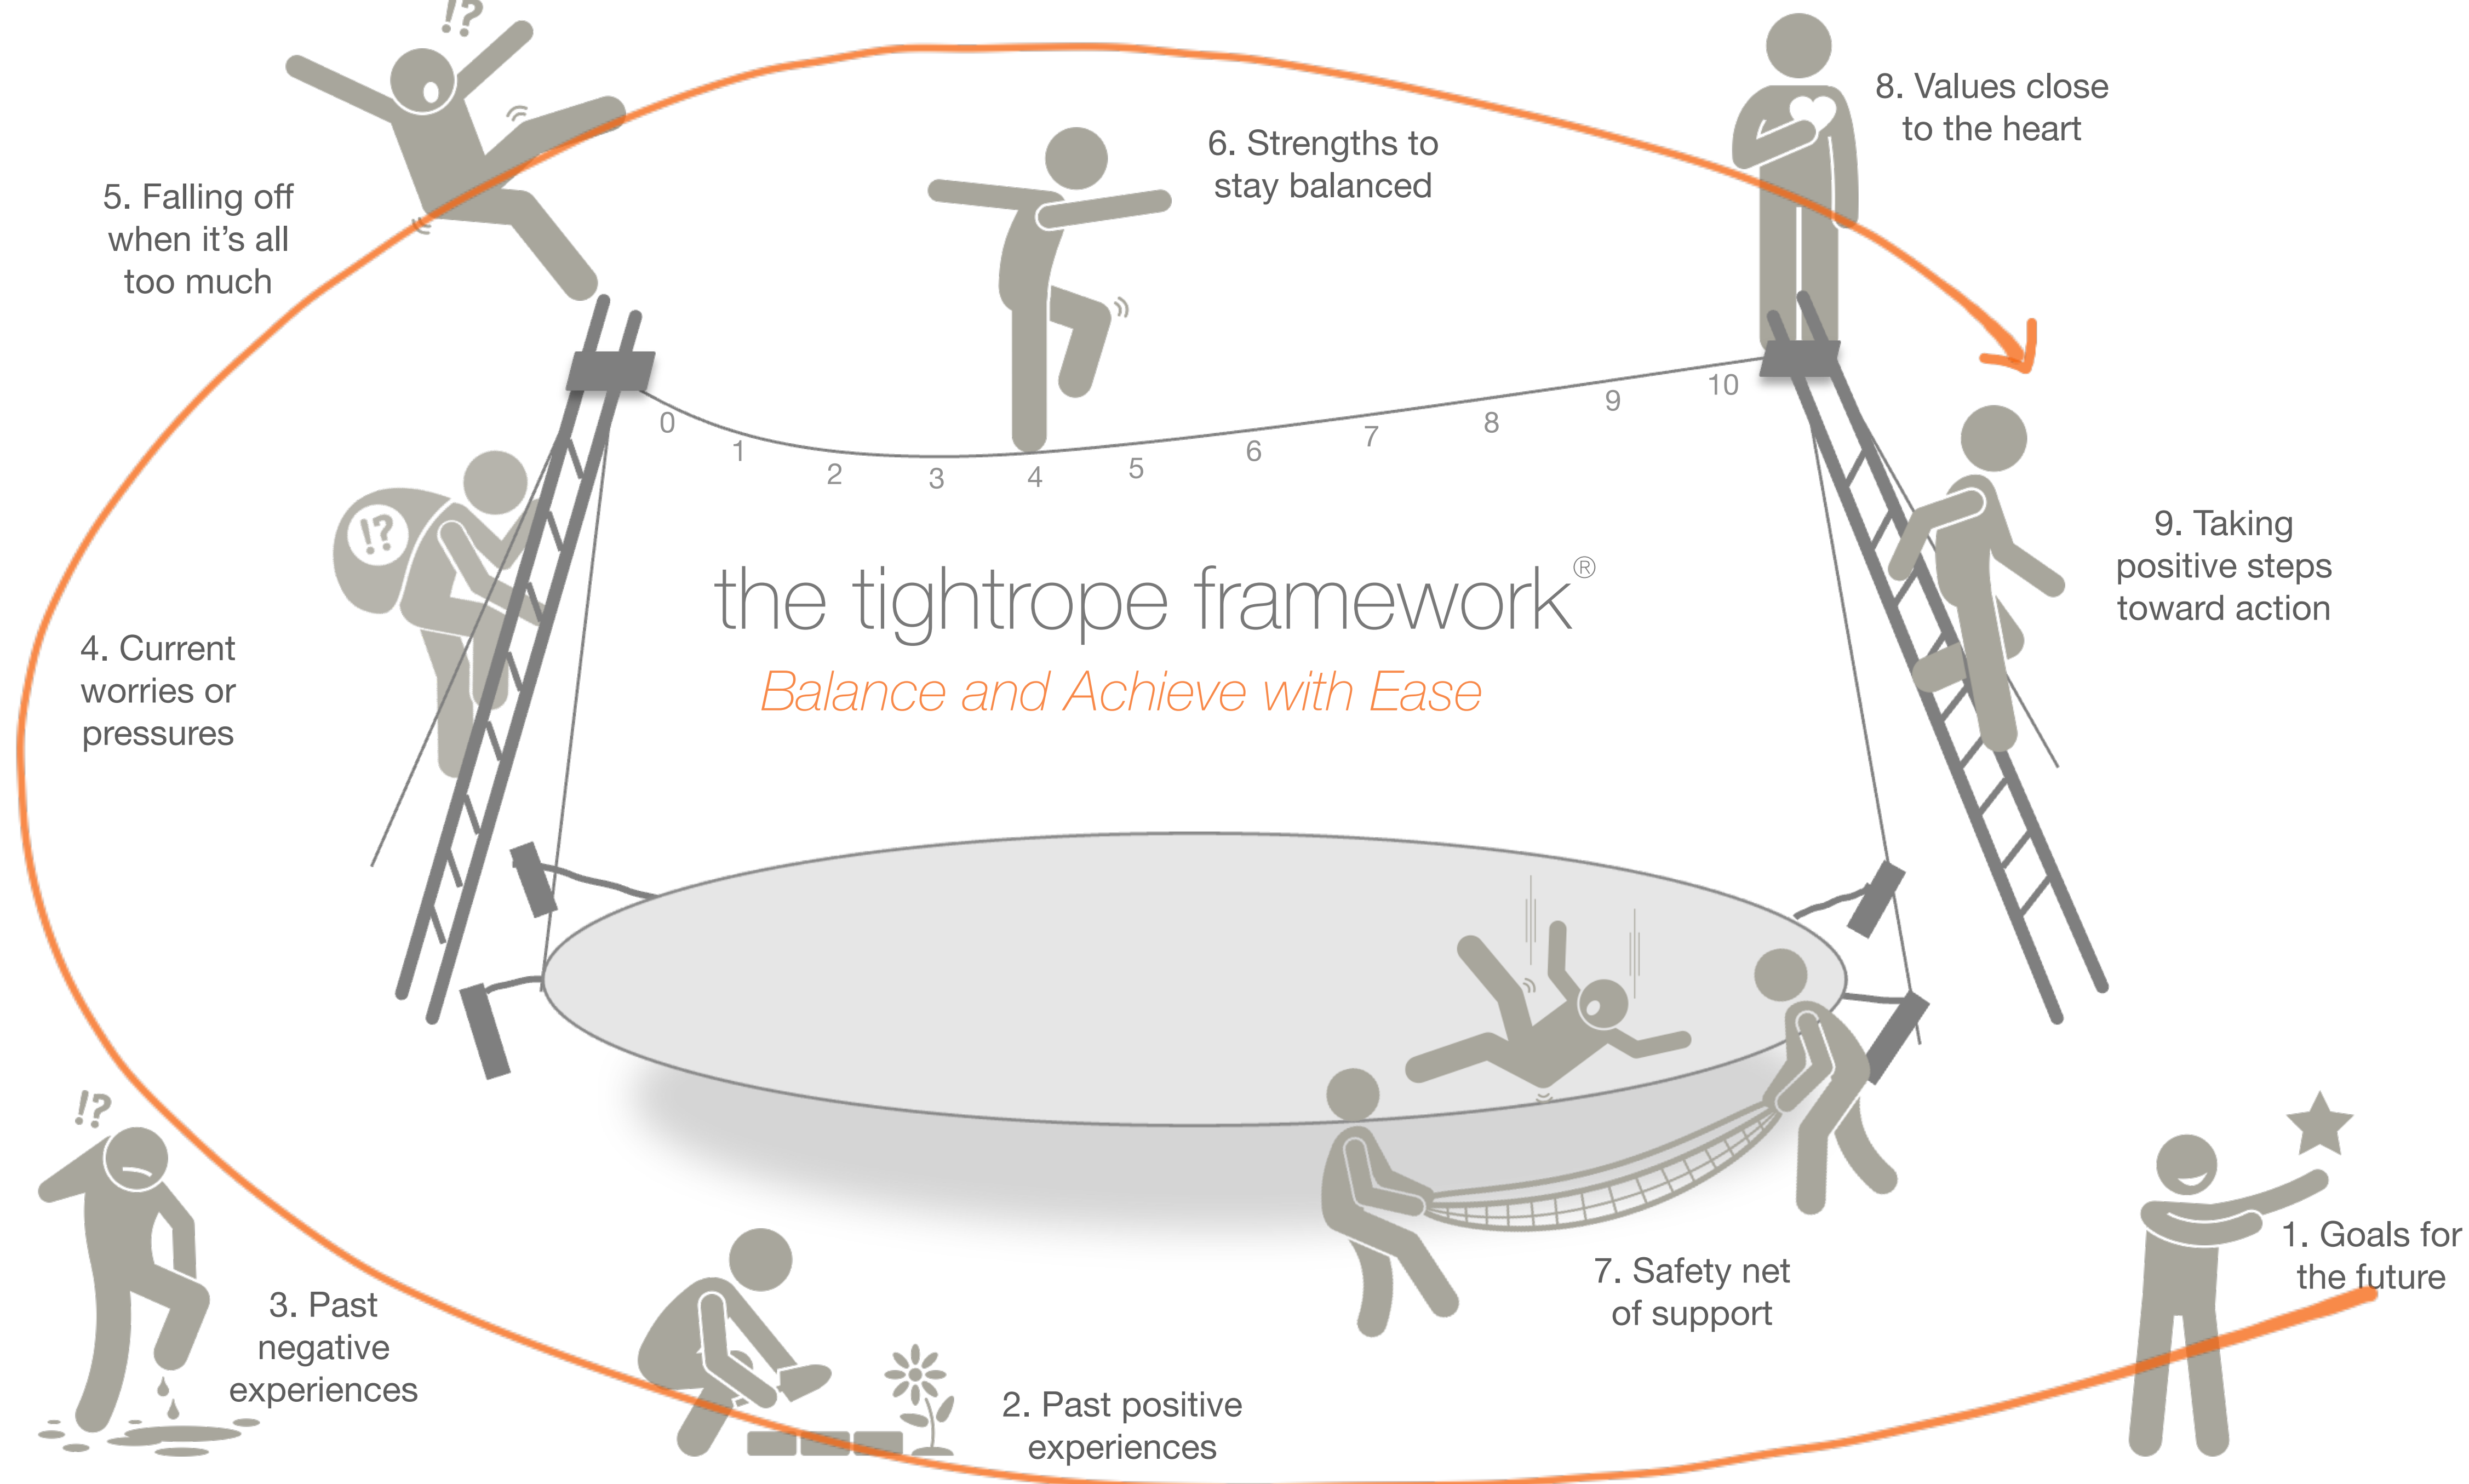 !?
5. Falling off
when it's all
too much
6. Strengths to
stay balanced
8. Values close
to the heart
0
1
2
3
4
5
6
7
8
9
10
!?
4. Current
worries or
pressures
the tightrope framework®
Balance and Achieve with Ease
9. Taking
positive steps
toward action
!?
3. Past
negative
experiences
2. Past positive
experiences
7. Safety net
of support
1. Goals for
the future